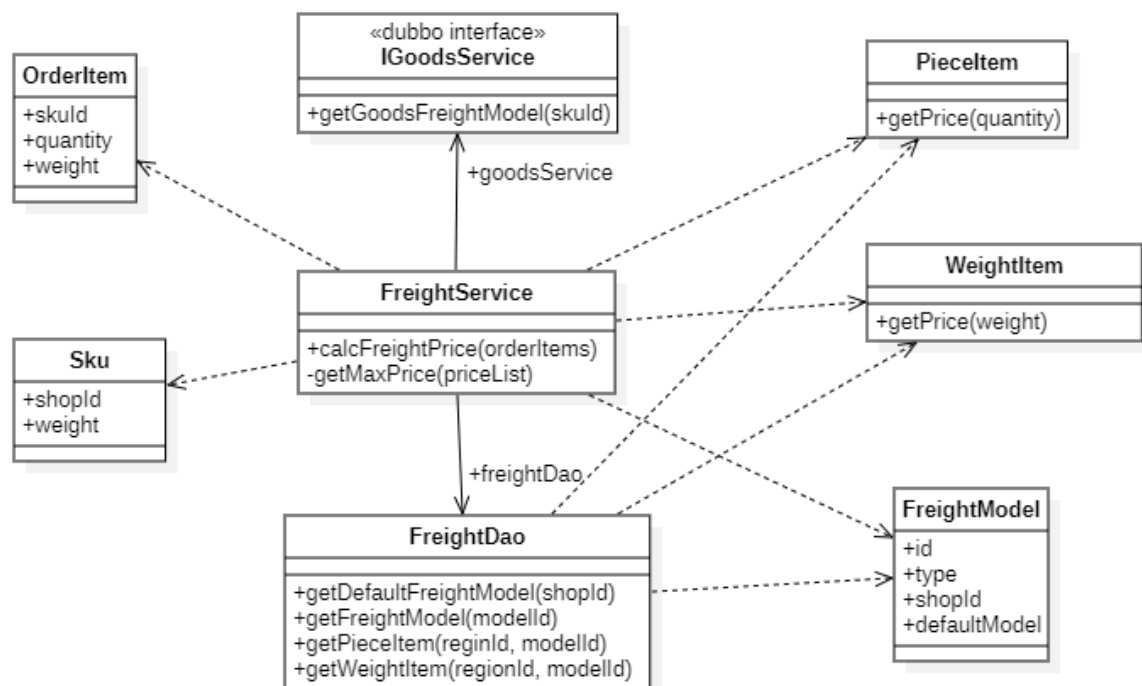 «dubbo interface»
IGoodsService
+getGoodsFreightModel(skuId)
OrderItem
+skuId
+quantity
+weight
PieceItem
+getPrice(quantity)
+goodsService
WeightItem
+getPrice(weight)
FreightService
+calcFreightPrice(orderItems)
-getMaxPrice(priceList)
Sku
+shopId
+weight
+freightDao
FreightDao
+getDefaultFreightModel(shopId)
+getFreightModel(modelId)
+getPieceItem(reginId, modelId)
+getWeightItem(regionId, modelId)
FreightModel
+id
+type
+shopId
+defaultModel